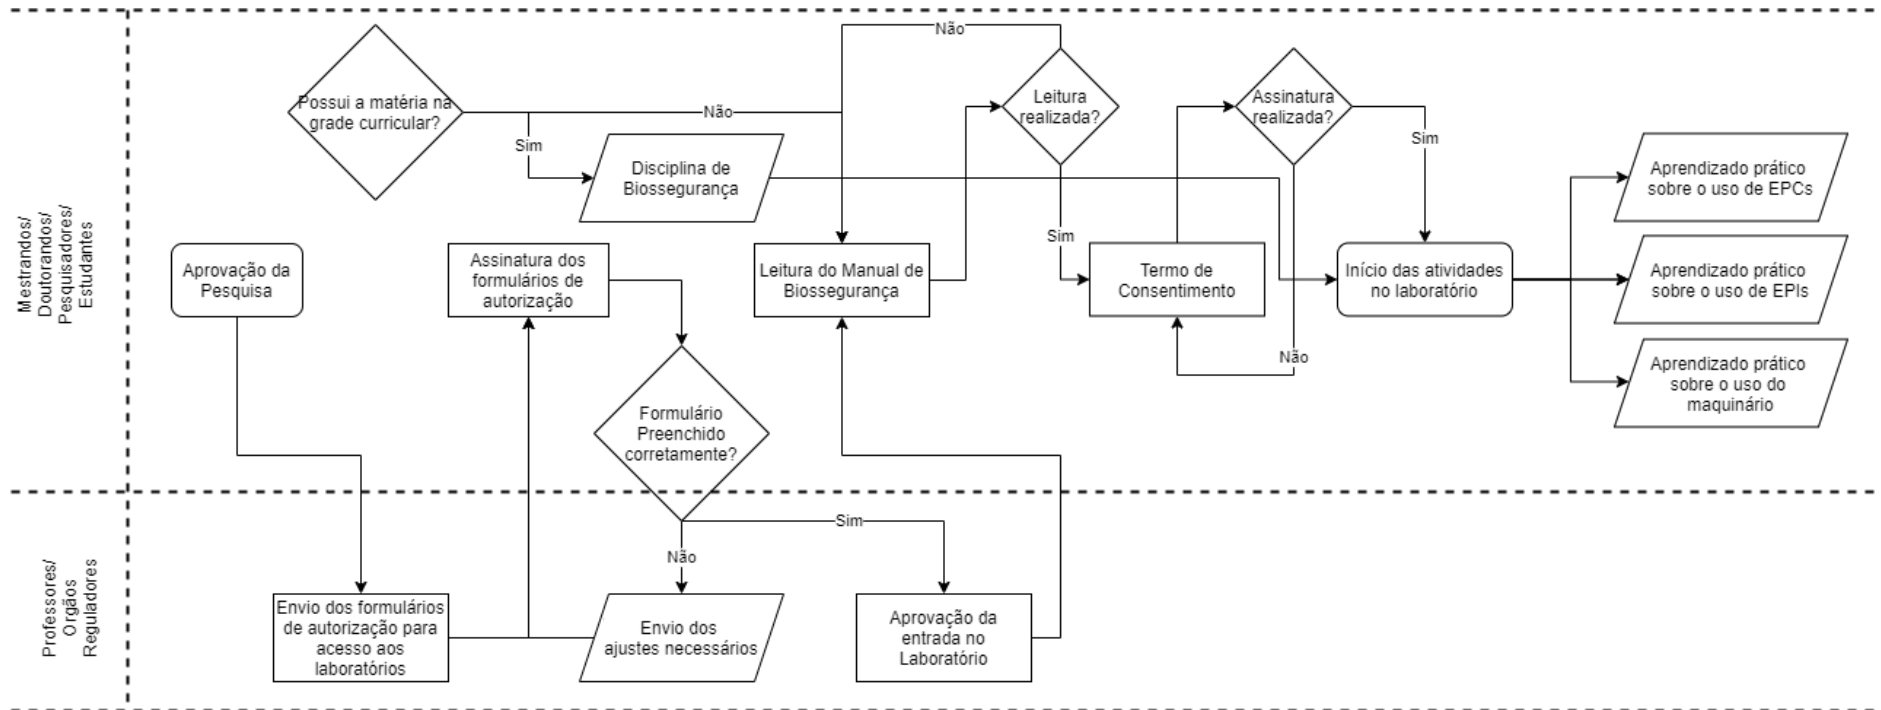 Mestrandos/
Doutorandos/
Pesquisadores/
Estudantes
Possui a matéria na
grade curricular?
Não
Sim
Disciplina de
Biossegurança
Não
Leitura
realizada?
Sim
Assinatura
realizada?
Sim
Não
Aprovação da
Pesquisa
Assinatura dos
formulários de
autorização
Leitura do Manual de
Biossegurança
Termo de
Consentimento
Início das atividades
no laboratório
Aprendizado prático
sobre o uso de EPCs
Aprendizado prático
sobre o uso de EPIs
Aprendizado prático
sobre o uso do
maquinário
Formulário
Preenchido
corretamente?
Sim
Não
Professores/
Orgãos
Reguladores
Envio dos formulários
de autorização para
acesso aos
laboratórios
Envio dos
ajustes necessários
Aprovação da
entrada no
Laboratório